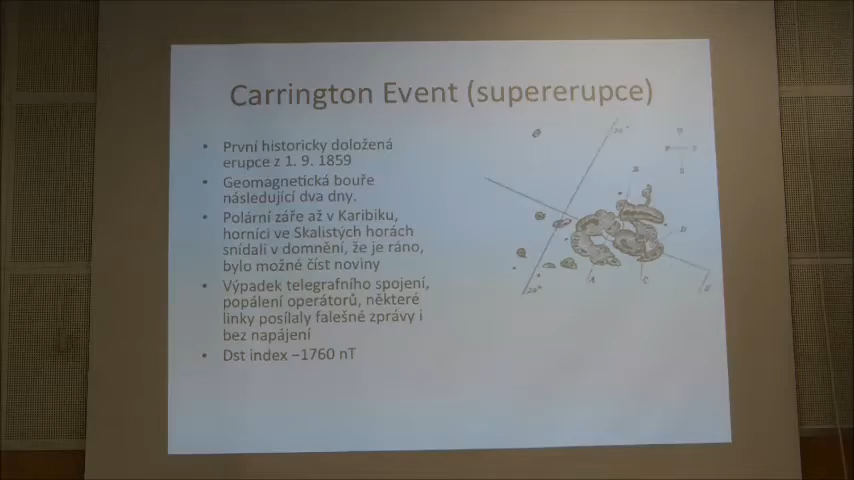 Carrington Event (supererupce)
• První historicky doložená
erupce z 1. 9. 1859
• Geomagnetická bouře
následující dva dny.
• Polární záře až v Karibiku,
horníci ve Skalistých horách
snídali v domnění, že je ráno,
bylo možné číst noviny
• Výpadek telegrafního spojení,
popálení operátorů, některé
linky posílaly falešné zprávy i
bez napájení
• Dst index −1760 nT
A
C
D